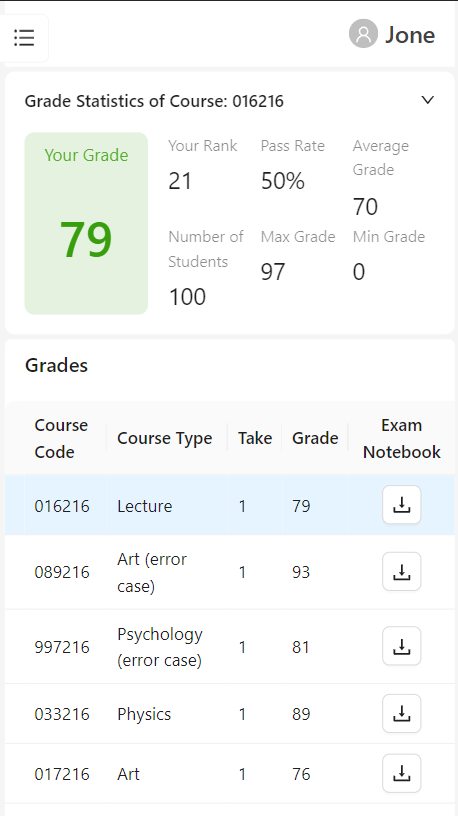 Jone
Grade Statistics of Course: 016216
Your Grade
79
Your Rank
21
Pass Rate
50%
Average
Grade
70
Number of
Students
100
Max Grade
97
Min Grade
0
Grades
Course
Code
Course Type
Take
Grade
Exam
Notebook
016216 Lecture 1 79
089216 Art (error
case) 1 93
997216 Psychology
(error case) 1 81
033216 Physics 1 89
017216 Art 1 76